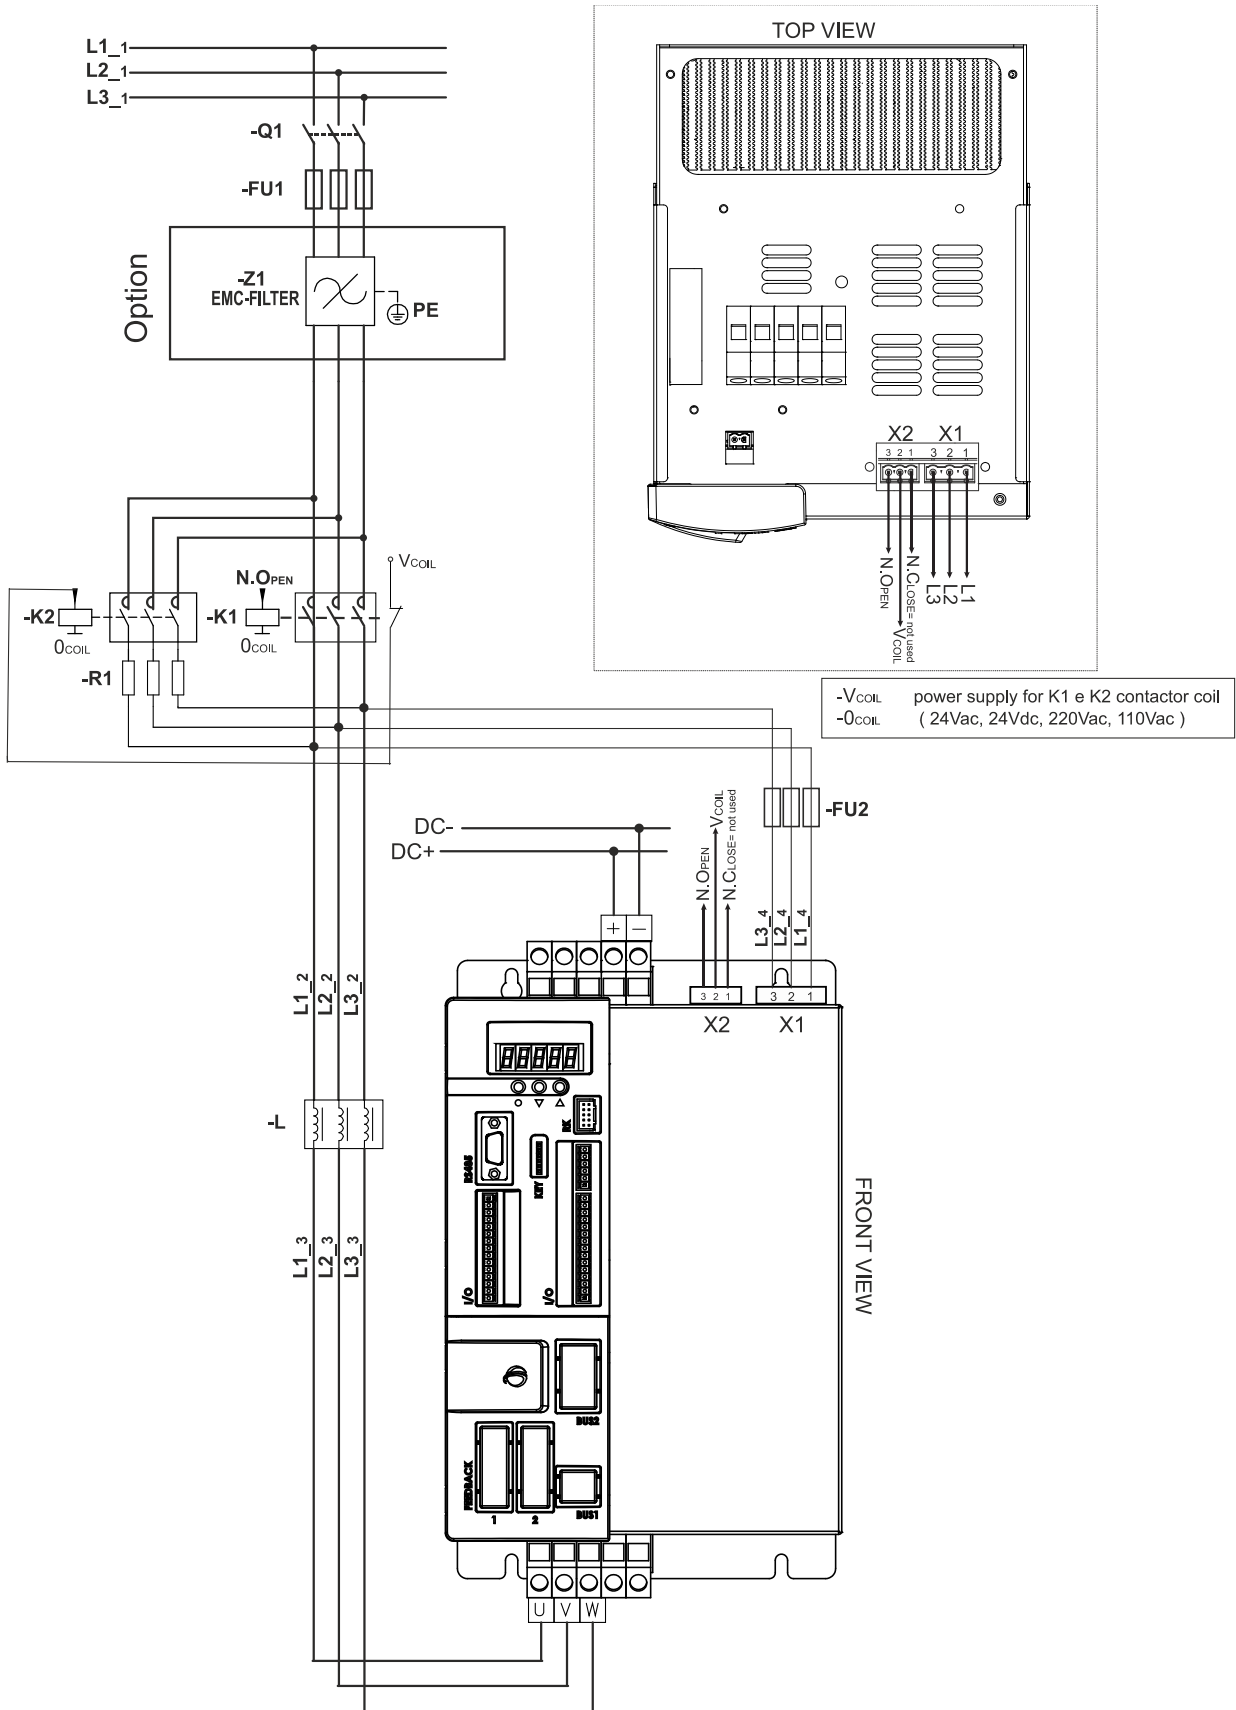 L1_1
L2_1
L3_1
-Q1
-FU1
Option
-Z1
EMC-FILTER
PE
TOP VIEW
X2 X1
3 2 1 3 2 1
N.OPEN
VCOIL
N.CLOSE= not used
L3
L2
L1
VCOIL
N.OPEN
-K2
0COIL
-K1
0COIL
-R1
-VCOIL power supply for K1 e K2 contactor coil
-0COIL ( 24Vac, 24Vdc, 220Vac, 110Vac )
-FU2
DC-
DC+
N.OPEN
VCOIL
N.CLOSE= not used
L3_4
L2_4
L1_4
+ −
L1_2
L2_2
L3_2
3 2 1 3 2 1
X2 X1
88888
RK
RS485
KEY
-L
I/O
I/O
L1_3
L2_3
L3_3
FRONT VIEW
BUS2
FEEDBACK
1 2
BUS1
U V W